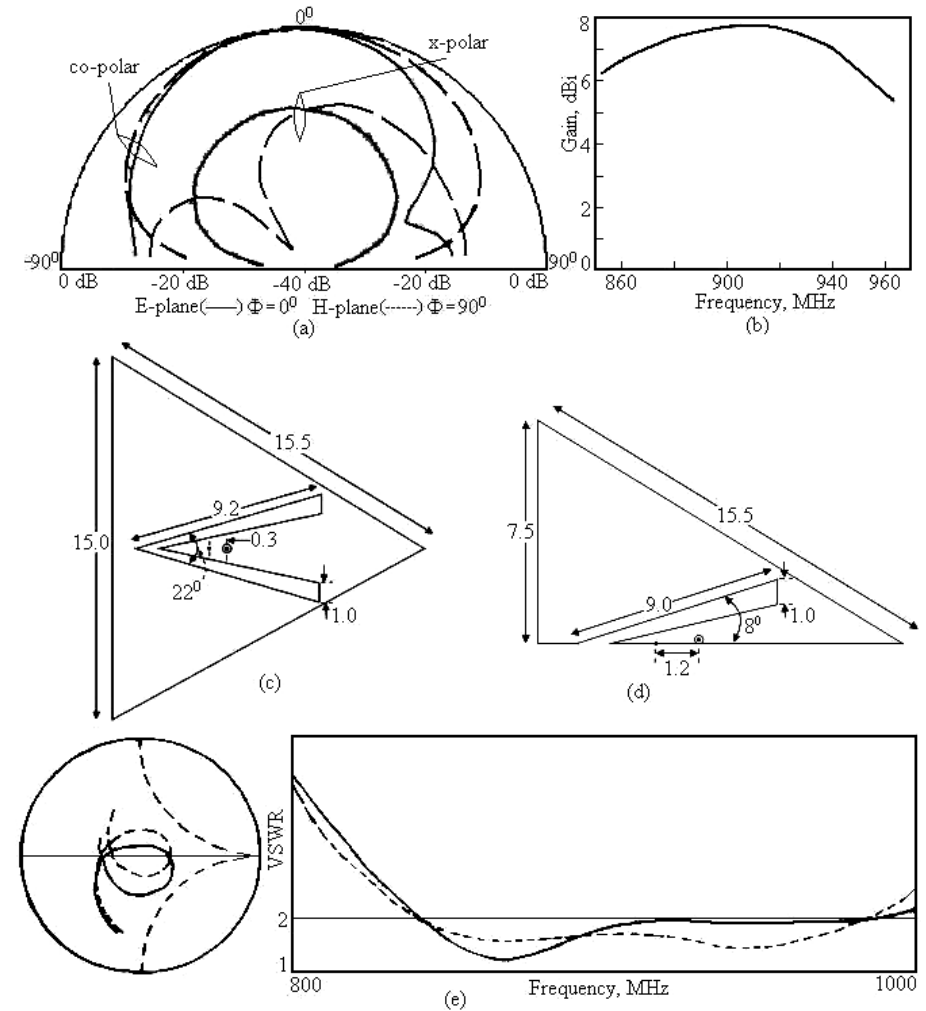 0⁰
x-polar
co-polar
-90⁰
90⁰
0 dB -20 dB -40 dB -20 dB 0 dB
E-plane(——) Φ=0⁰ H-plane(------) Φ=90⁰
(a)
8
6
4
2
0
Gain, dBi
860 910 940 960
Frequency, MHz
(b)
15.5
9.2
15.0
0.3
22⁰
1.0
(c)
15.5
7.5
9.0
8⁰
1.0
1.2
(d)
VSWR
2
1
800
1000
Frequency, MHz
(e)